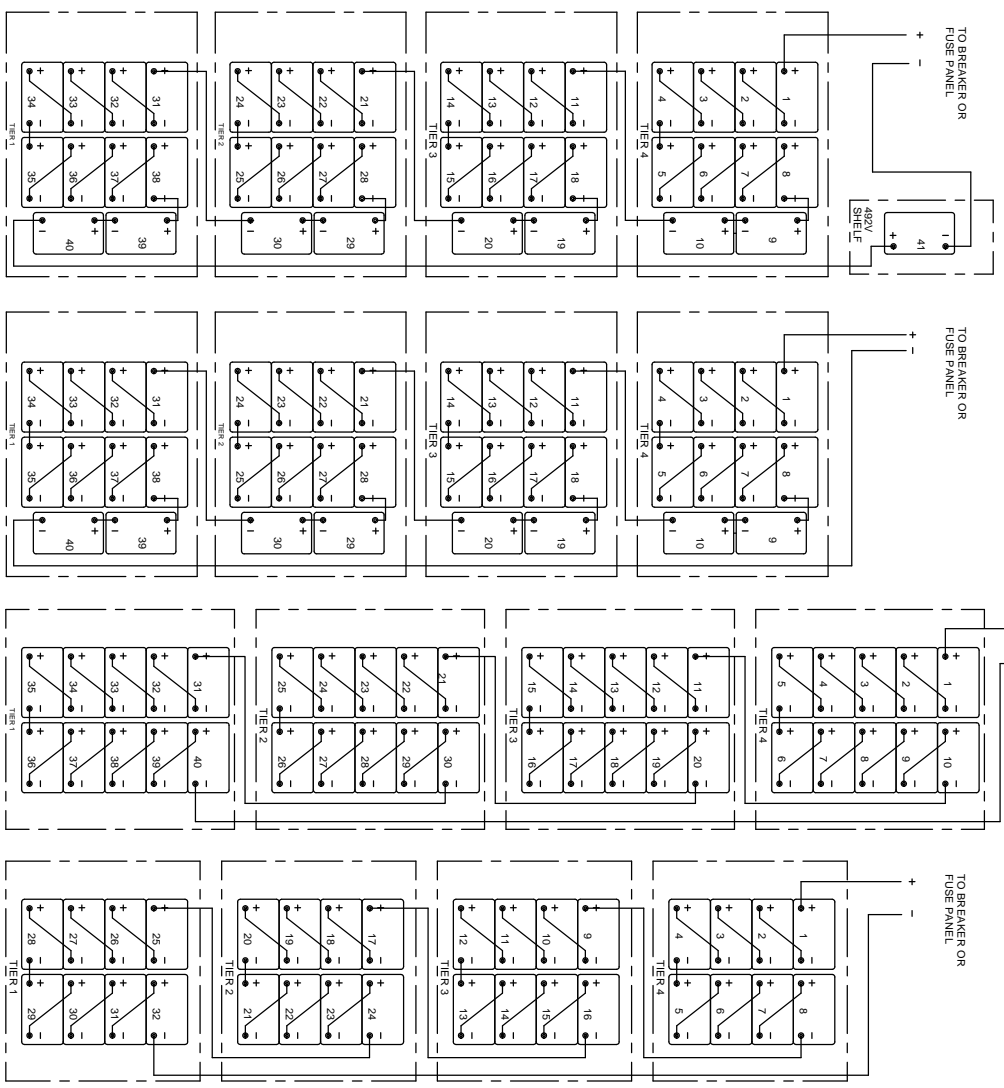 TO BREAKER OR
FUSE PANEL
+ −
− 41 +
492V
SHELF
+ 1 − 8 + −
+ 2 − + 7 − + 9 −
+ 3 − + 6 − + 10 −
+ 4 − + 5 −
TIER 4
+ 11 − + 18 −
+ 12 − + 17 − + 19 −
+ 13 − + 16 − + 20 −
+ 14 − + 15 −
TIER 3
+ 21 − + 28 −
+ 22 − + 27 − + 29 −
+ 23 − + 26 − + 30 −
+ 24 − + 25 −
TIER 2
+ 31 − + 38 −
+ 32 − + 37 − + 39 −
+ 33 − + 36 − + 40 −
+ 34 − + 35 −
TIER 1
TO BREAKER OR
FUSE PANEL
+ −
+ 1 − + 8 −
+ 2 − + 7 − + 9 −
+ 3 − + 6 − + 10 −
+ 4 − + 5 −
TIER 4
+ 11 − + 18 −
+ 12 − + 17 − + 19 −
+ 13 − + 16 − + 20 −
+ 14 − + 15 −
TIER 3
+ 21 − + 28 −
+ 22 − + 27 − + 29 −
+ 23 − + 26 − + 30 −
+ 24 − + 25 −
TIER 2
+ 31 − + 38 −
+ 32 − + 37 − + 39 −
+ 33 − + 36 − + 40 −
+ 34 − + 35 −
TIER 1
+ 1 − + 10 −
+ 2 − + 9 −
+ 3 − + 8 −
+ 4 − + 7 −
+ 5 − + 6 −
TIER 4
+ 11 − + 20 −
+ 12 − + 19 −
+ 13 − + 18 −
+ 14 − + 17 −
+ 15 − + 16 −
TIER 3
+ 21 − + 30 −
+ 22 − + 29 −
+ 23 − + 28 −
+ 24 − + 27 −
+ 25 − + 26 −
TIER 2
+ 31 − + 40 −
+ 32 − + 39 −
+ 33 − + 38 −
+ 34 − + 37 −
+ 35 − + 36 −
TIER 1
TO BREAKER OR
FUSE PANEL
+ −
+ 1 − + 8 −
+ 2 − + 7 −
+ 3 − + 6 −
+ 4 − + 5 −
TIER 4
+ 9 − + 16 −
+ 10 − + 15 −
+ 11 − + 14 −
+ 12 − + 13 −
TIER 3
+ 17 − + 24 −
+ 18 − + 23 −
+ 19 − + 22 −
+ 20 − + 21 −
TIER 2
+ 25 − + 32 −
+ 26 − + 31 −
+ 27 − + 30 −
+ 28 − + 29 −
TIER 1